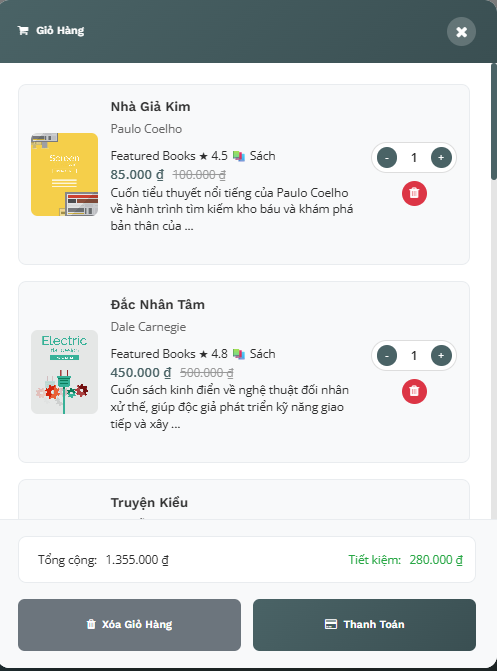 Giỏ Hàng
Nhà Giả Kim
Paulo Coelho
Featured Books ★ 4.5 Sách
85.000 ₫ 100.000 ₫
Cuốn tiểu thuyết nổi tiếng của Paulo Coelho
về hành trình tìm kiếm kho báu và khám phá
bản thân của ...
- 1 +
Screen
Đắc Nhân Tâm
Dale Carnegie
Featured Books ★ 4.8 Sách
450.000 ₫ 500.000 ₫
Cuốn sách kinh điển về nghệ thuật đối nhân
xử thế, giúp độc giả phát triển kỹ năng giao
tiếp và xây ...
- 1 +
Electric
Truyện Kiều
Tổng cộng: 1.355.000 ₫
Tiết kiệm: 280.000 ₫
Xóa Giỏ Hàng
Thanh Toán